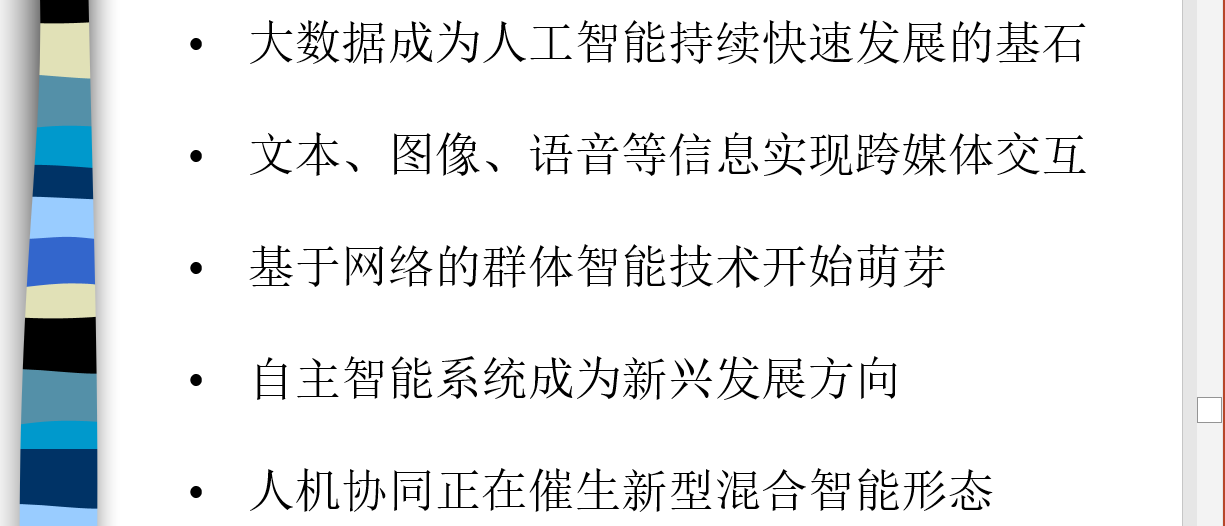 • 大数据成为人工智能持续快速发展的基石
• 文本、图像、语音等信息实现跨媒体交互
• 基于网络的群体智能技术开始萌芽
• 自主智能系统成为新兴发展方向
• 人机协同正在催生新型混合智能形态